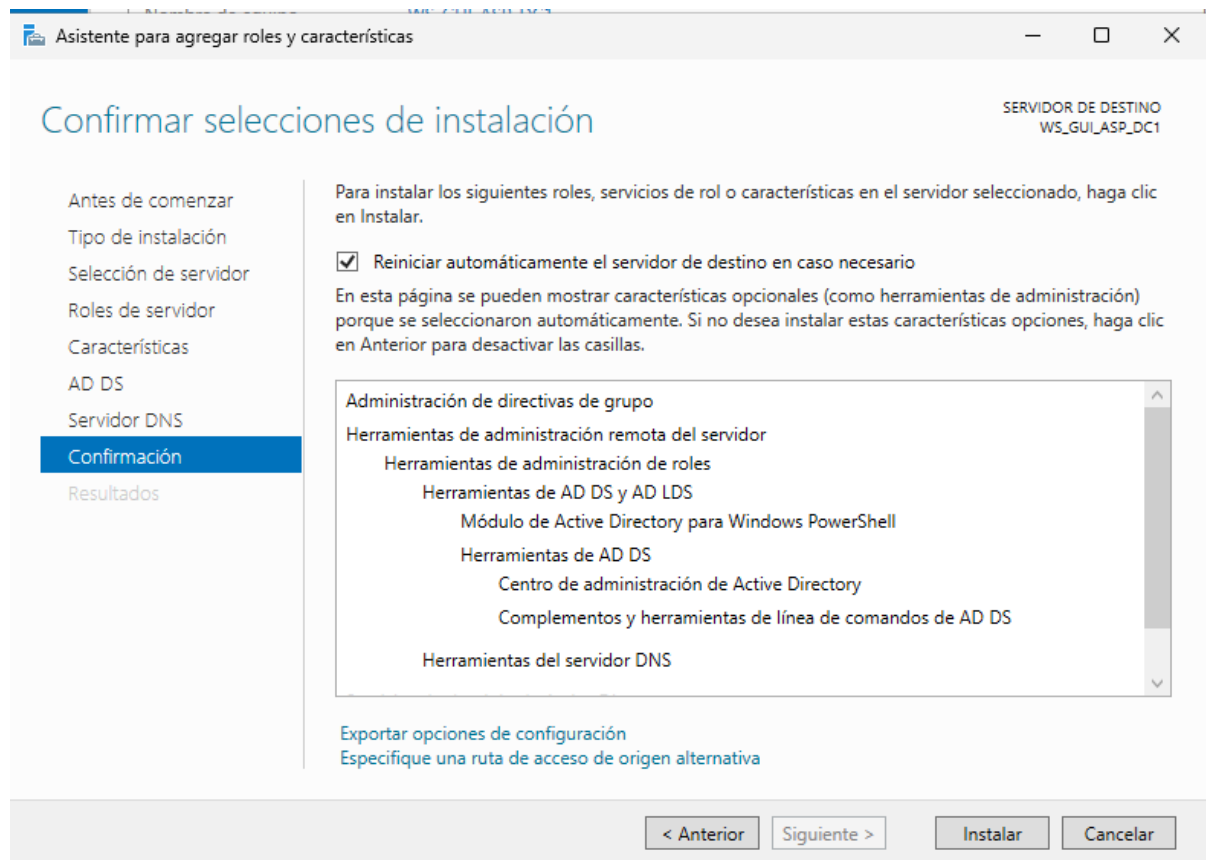 Asistente para agregar roles y características
Confirmar selecciones de instalación
SERVIDOR DE DESTINO
WS_GUI_ASP_DC1
Antes de comenzar
Tipo de instalación
Selección de servidor
Roles de servidor
Características
AD DS
Servidor DNS
Confirmación
Resultados
Para instalar los siguientes roles, servicios de rol o características en el servidor seleccionado, haga clic
en Instalar.
Reiniciar automáticamente el servidor de destino en caso necesario
En esta página se pueden mostrar características opcionales (como herramientas de administración)
porque se seleccionaron automáticamente. Si no desea instalar estas características opciones, haga clic
en Anterior para desactivar las casillas.
Administración de directivas de grupo
Herramientas de administración remota del servidor
Herramientas de administración de roles
Herramientas de AD DS y AD LDS
Módulo de Active Directory para Windows PowerShell
Herramientas de AD DS
Centro de administración de Active Directory
Complementos y herramientas de línea de comandos de AD DS
Herramientas del servidor DNS
Exportar opciones de configuración
Especifique una ruta de acceso de origen alternativa
< Anterior
Siguiente >
Instalar
Cancelar